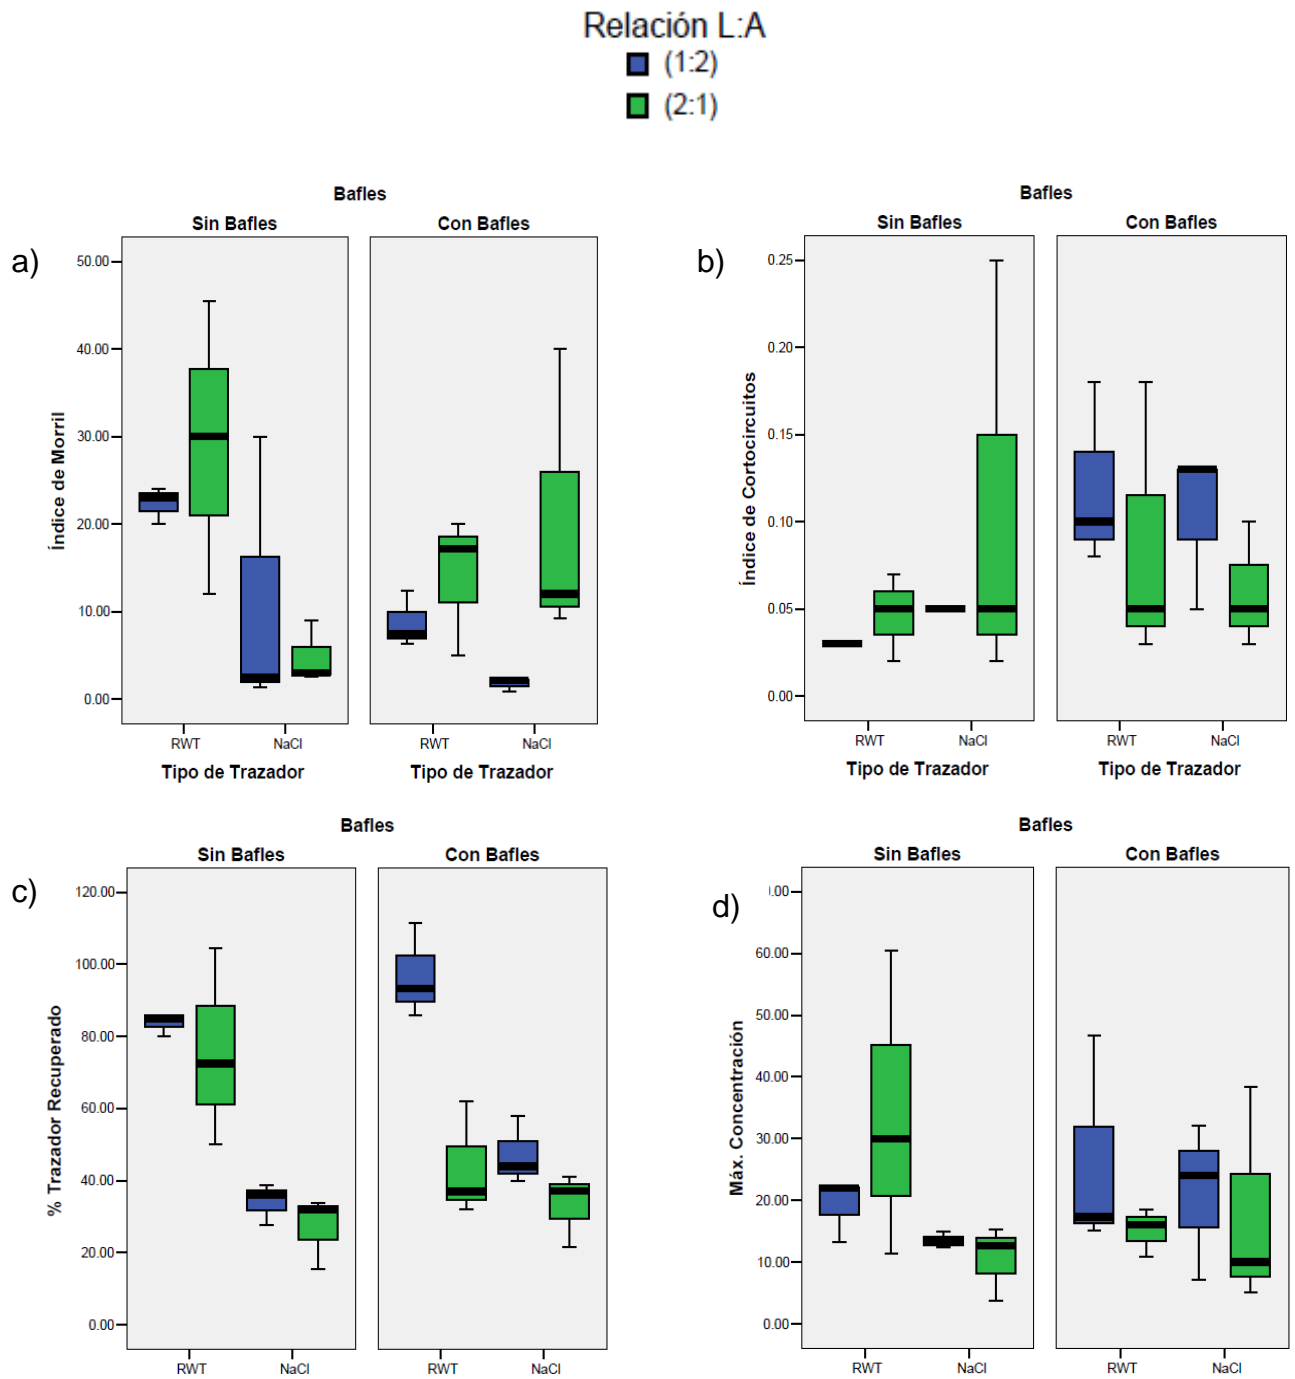 Relación L:A
(1:2)
(2:1)
a)
Bafles
Sin Bafles
Con Bafles
Índice de Morril
50.00
40.00
30.00
20.00
10.00
0.00
RWT
NaCl
RWT
NaCl
Tipo de Trazador
Tipo de Trazador
b)
Bafles
Sin Bafles
Con Bafles
Índice de Cortocircuitos
0.25
0.20
0.15
0.10
0.05
0.00
RWT
NaCl
RWT
NaCl
Tipo de Trazador
Tipo de Trazador
c)
Bafles
Sin Bafles
Con Bafles
% Trazador Recuperado
120.00
100.00
80.00
60.00
40.00
20.00
0.00
RWT
NaCl
RWT
NaCl
d)
Bafles
Sin Bafles
Con Bafles
Máx. Concentración
0.00
60.00
50.00
40.00
30.00
20.00
10.00
0.00
RWT
NaCl
RWT
NaCl